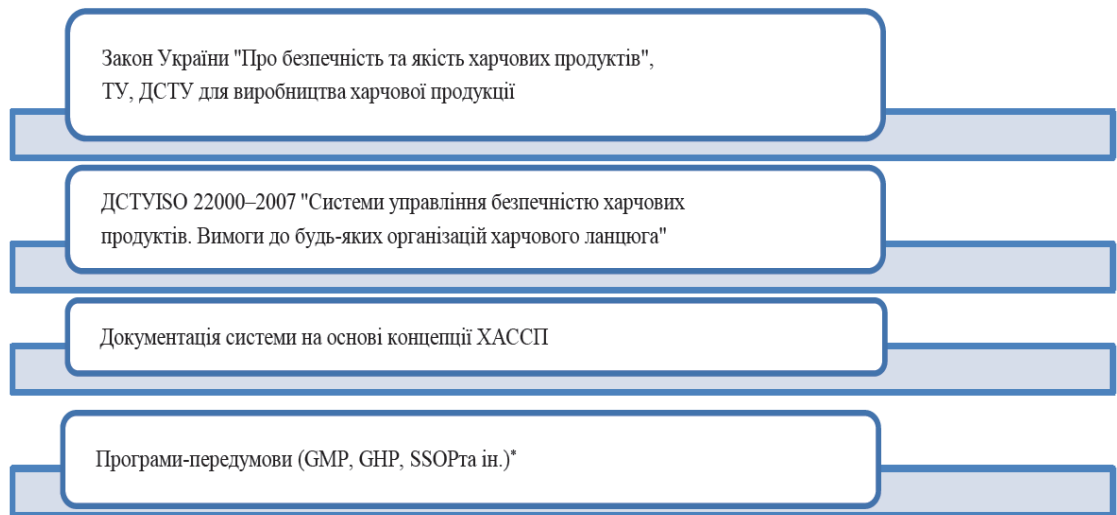 Закон України "Про безпечність та якість харчових продуктів",
ТУ, ДСТУ для виробництва харчової продукції
ДСТУISO 22000–2007 "Системи управління безпечністю харчових
продуктів. Вимоги до будь-яких організацій харчового ланцюга"
Документація системи на основі концепції ХАССП
Програми-передумови (GMP, GHP, SSOPта ін.)*